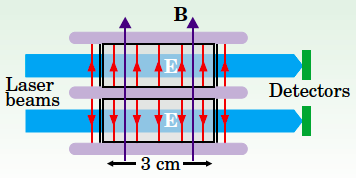 B
E
Laser
beams
Detectors
E
3 cm